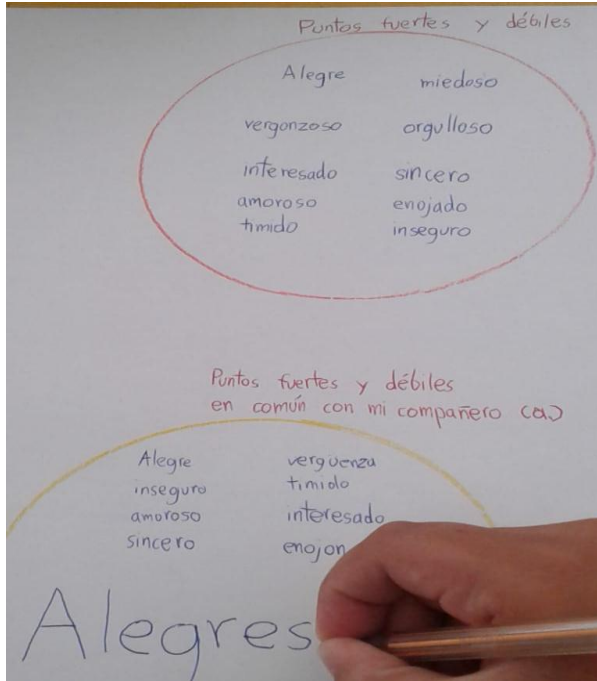 Puntos fuertes y débiles
Alegre miedoso
vergonzoso orgulloso
interesado sincero
amoroso enojado
timido inseguro
Puntos fuertes y débiles
en común con mi compañero (a)
Alegre verguenza
inseguro timido
amoroso interesado
sincero enojon
Alegres